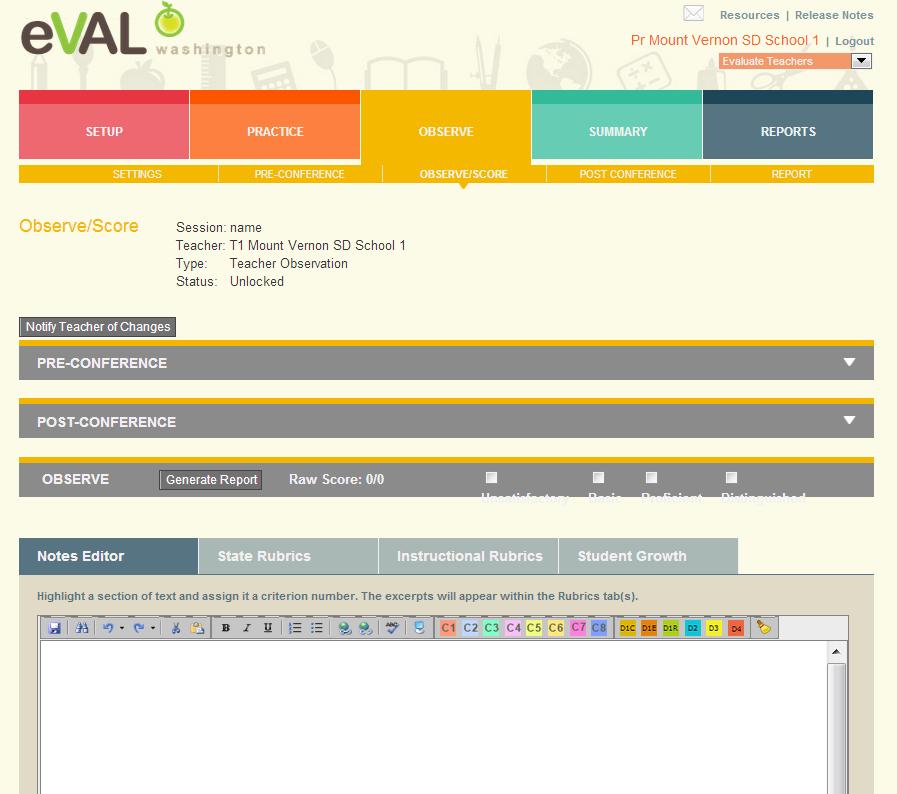 eVAL washington
Resources | Release Notes
Pr Mount Vernon SD School 1 | Logout
Evaluate Teachers
SETUP PRACTICE OBSERVE SUMMARY REPORTS
SETTINGS PRE-CONFERENCE OBSERVE/SCORE POST CONFERENCE REPORT
Observe/Score
Session: name
Teacher: T1 Mount Vernon SD School 1
Type: Teacher Observation
Status: Unlocked
Notify Teacher of Changes
PRE-CONFERENCE
POST-CONFERENCE
OBSERVE Generate Report Raw Score: 0/0
Unsatisfactory Basic Proficient Distinguished
Notes Editor State Rubrics Instructional Rubrics Student Growth
Highlight a section of text and assign it a criterion number. The excerpts will appear within the Rubrics tab(s).
B I U ABC C1 C2 C3 C4 C5 C6 C7 C8 D1C D1E D1R D2 D3 D4